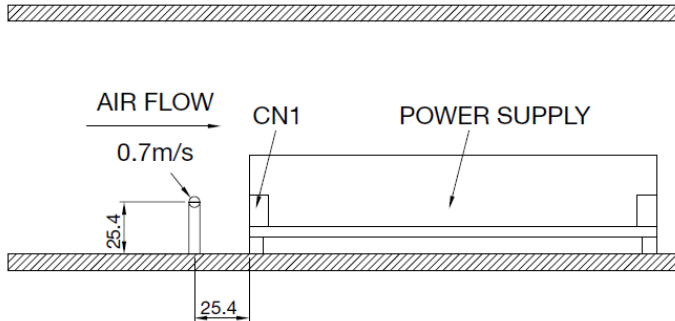 AIR FLOW
CN1
POWER SUPPLY
0.7m/s
25.4
25.4